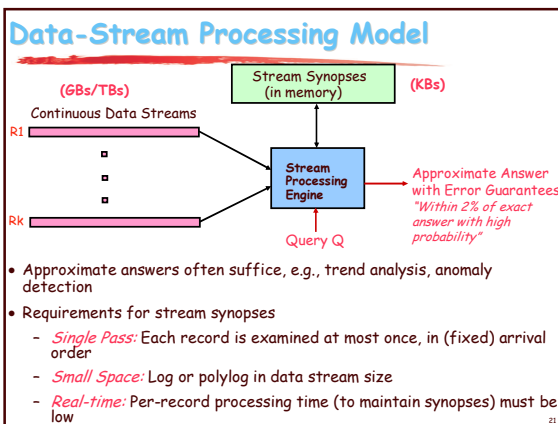 Data-Stream Processing Model
(GBs/TBs)
Stream Synopses
(in memory)
(KBs)
Continuous Data Streams
R1
Stream
Processing
Engine
Approximate Answer
with Error Guarantees
"Within 2% of exact
answer with high
probability"
Rk
Query Q
• Approximate answers often suffice, e.g., trend analysis, anomaly
detection
• Requirements for stream synopses
– Single Pass: Each record is examined at most once, in (fixed) arrival
order
– Small Space: Log or polylog in data stream size
– Real-time: Per-record processing time (to maintain synopses) must be
low
21